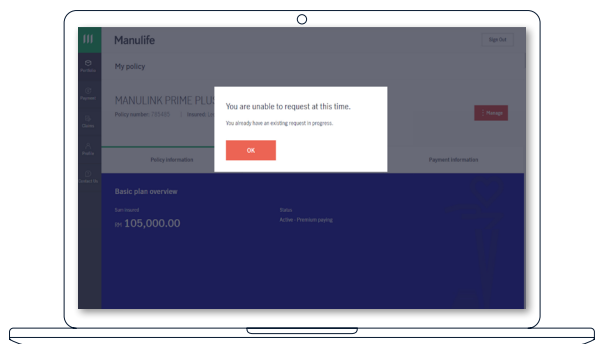 Manulife
Sign Out
Portfolio
My policy
Payment
MANULINK PRIME PLUS
Policy number:
Insured:
Manage
You are unable to request at this time.
You already have an existing request in progress.
OK
Claims
Profile
Contact Us
Policy information
Payment information
Basic plan overview
Sum insured
RM 105,000.00
Status
Active - Premium paying